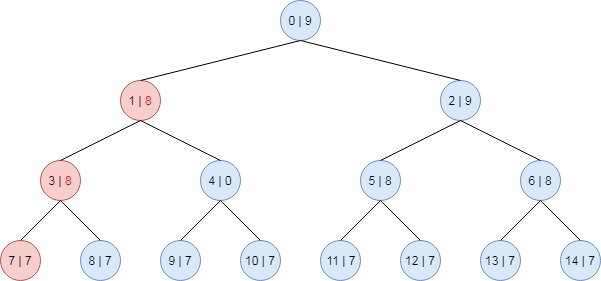 0 | 9
1 | 8
2 | 9
3 | 8
4 | 0
5 | 8
6 | 8
7 | 7
8 | 7
9 | 7
10 | 7
11 | 7
12 | 7
13 | 7
14 | 7